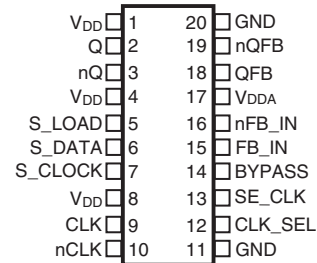 VDD 1 20 GND
Q 2 19 nQFB
nQ 3 18 QFB
VDD 4 17 VDDA
S_LOAD 5 16 nFB_IN
S_DATA 6 15 FB_IN
S_CLOCK 7 14 BYPASS
VDD 8 13 SE_CLK
CLK 9 12 CLK_SEL
nCLK 10 11 GND